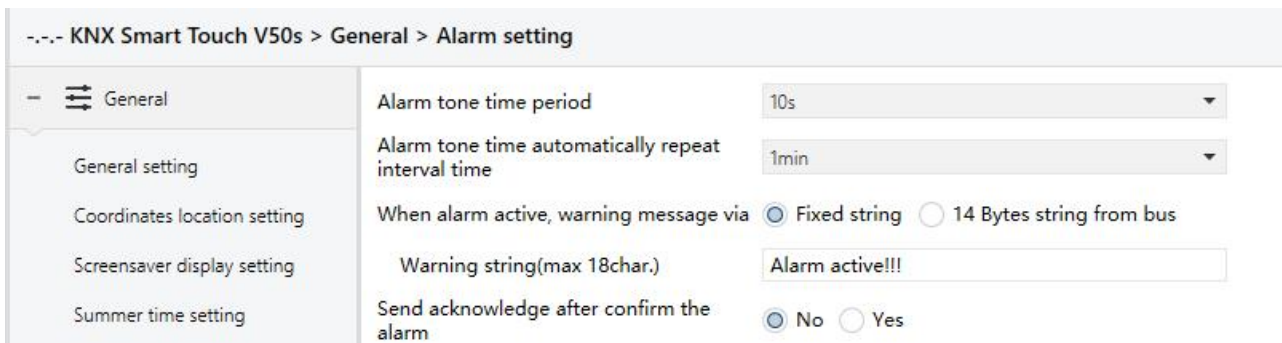 -.-.- KNX Smart Touch V50s > General > Alarm setting
General
General setting
Coordinates location setting
Screensaver display setting
Summer time setting
Alarm tone time period
10s
Alarm tone time automatically repeat
interval time
1min
When alarm active, warning message via
Fixed string
14 Bytes string from bus
Warning string(max 18char.)
Alarm active!!!
Send acknowledge after confirm the
alarm
No
Yes